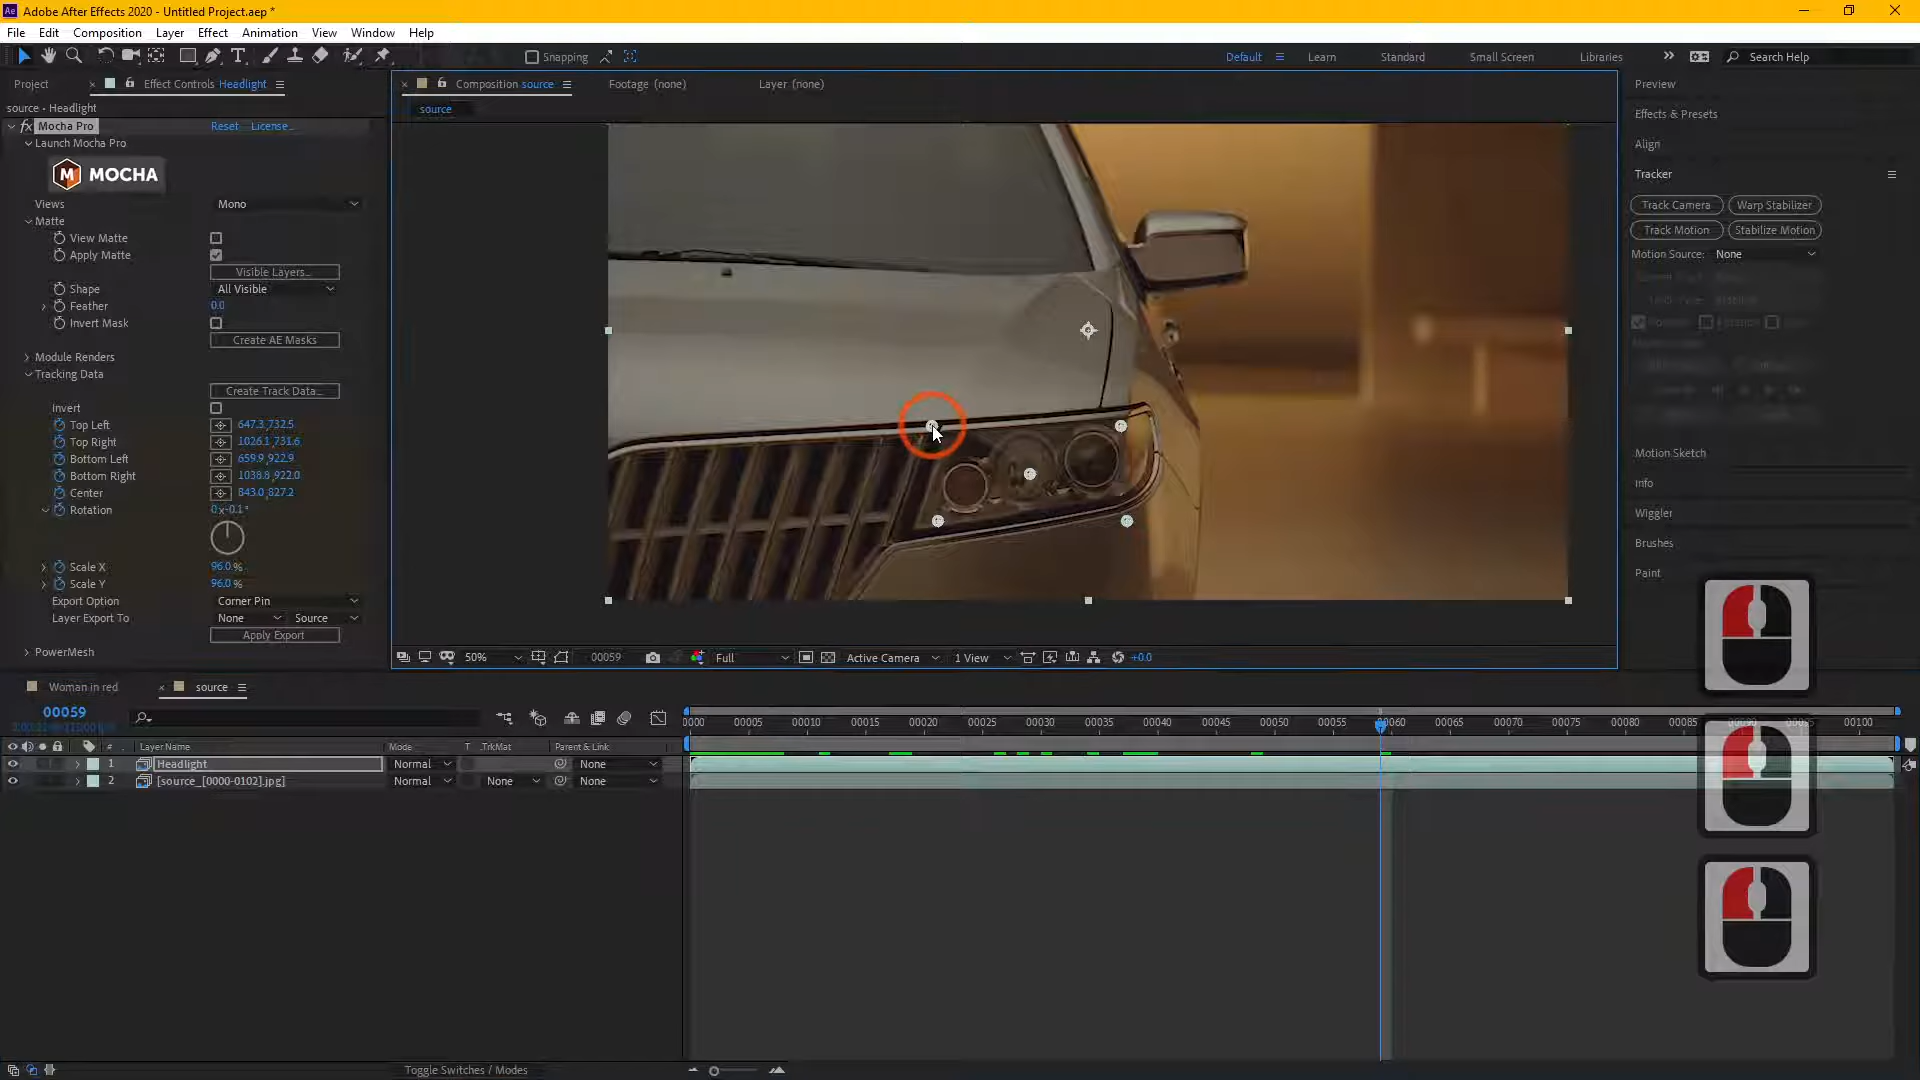 Adobe After Effects 2020 - Untitled Project.aep *
File Edit Composition Layer Effect Animation View Window Help
Snapping Default Learn Standard Small Screen Libraries Search Help
Project Effect Controls Headlight
Composition source Footage (none) Layer (none)
source • Headlight
source
fx Mocha Pro Reset License...
Launch Mocha Pro
M MOCHA
Views Mono
Matte
View Matte
Apply Matte
Visible Layers...
Shape All Visible
Feather 0.0
Invert Mask
Create AE Masks
Module Renders
Tracking Data
Create Track Data...
Invert
Top Left 647.3,732.5
Top Right 1026.1,731.6
Bottom Left 659.9,922.9
Bottom Right 1038.8,922.0
Center 843.0,827.2
Rotation 0x-0.1°
Scale X 96.0%
Scale Y 96.0%
Export Option Corner Pin
Layer Export To None Source
Apply Export
PowerMesh
Preview
Effects & Presets
Align
Tracker
Track Camera Warp Stabilizer
Track Motion Stabilize Motion
Motion Source: None
Motion Sketch
Info
Wiggler
Brushes
Paint
50% 00059 Full Active Camera 1 View +0.0
Woman in red source
00059
0000 00005 00010 00015 00020 00025 00030 00035 00040 00045 00050 00055 00060 00065 00070 00075 00080 00085 00100
# Layer Name Mode T .TrkMat Parent & Link
1 Headlight Normal None
2 [source_[0000-0102].jpg] Normal None None
Toggle Switches / Modes